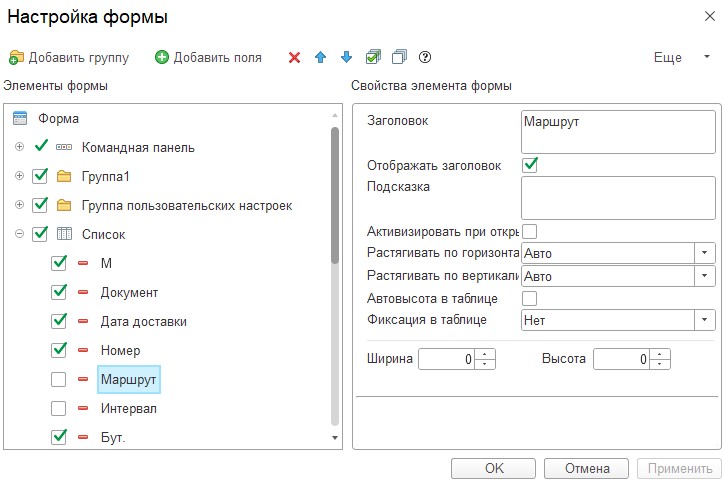 Настройка формы
Добавить группу
Добавить поля
Еще
Элементы формы
Свойства элемента формы
Форма
Командная панель
Группа1
Группа пользовательских настроек
Список
М
Документ
Дата доставки
Номер
Маршрут
Интервал
Бут.
Заголовок
Маршрут
Отображать заголовок
Подсказка
Активизировать при откры
Растягивать по горизонта
Авто
Растягивать по вертикали
Авто
Автовысота в таблице
Фиксация в таблице
Нет
Ширина 0
Высота 0
OK
Отмена
Применить